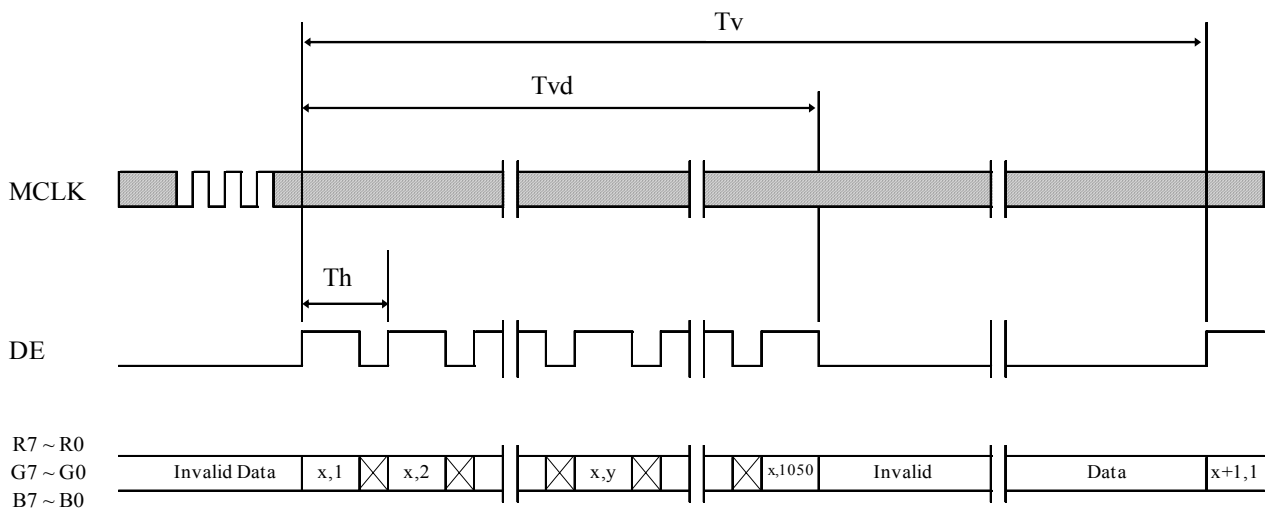 Tv
Tvd
MCLK
Th
DE
R7 ~ R0
G7 ~ G0
B7 ~ B0
Invalid Data x,1 x,2 x,y x,1050 Invalid Data x+1,1